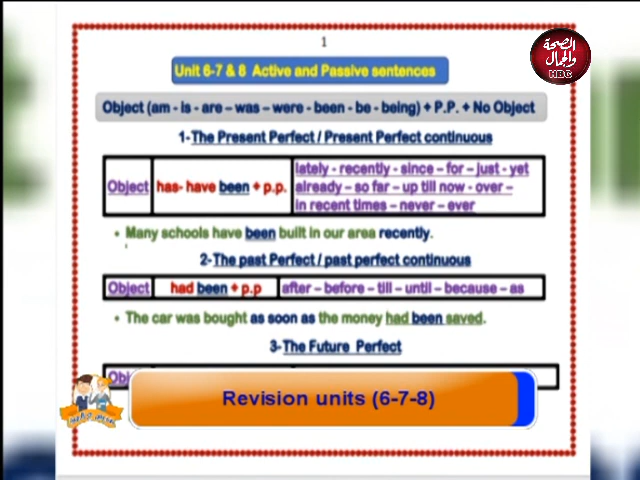 1
الصحة
والجمال
HBC
Unit 6-7 & 8 Active and Passive sentences
Object (am - is - are – was – were - been - be - being) + P.P. + No Object
1-The Present Perfect / Present Perfect continuous
Object has- have been + p.p. lately - recently - since – for – just - yet
already – so far – up till now - over –
in recent times – never – ever
• Many schools have been built in our area recently.
2-The past Perfect / past perfect continuous
Object had been + p.p after – before – till – until – because – as
• The car was bought as soon as the money had been saved.
3-The Future Perfect
Revision units (6-7-8)